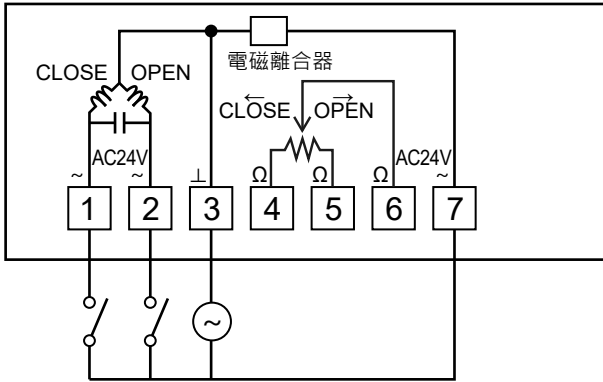 電磁離合器
CLOSE OPEN
← →
CLOSE OPEN
AC24V AC24V
~ ~ ⊥ Ω Ω Ω ~
1 2 3 4 5 6 7
~